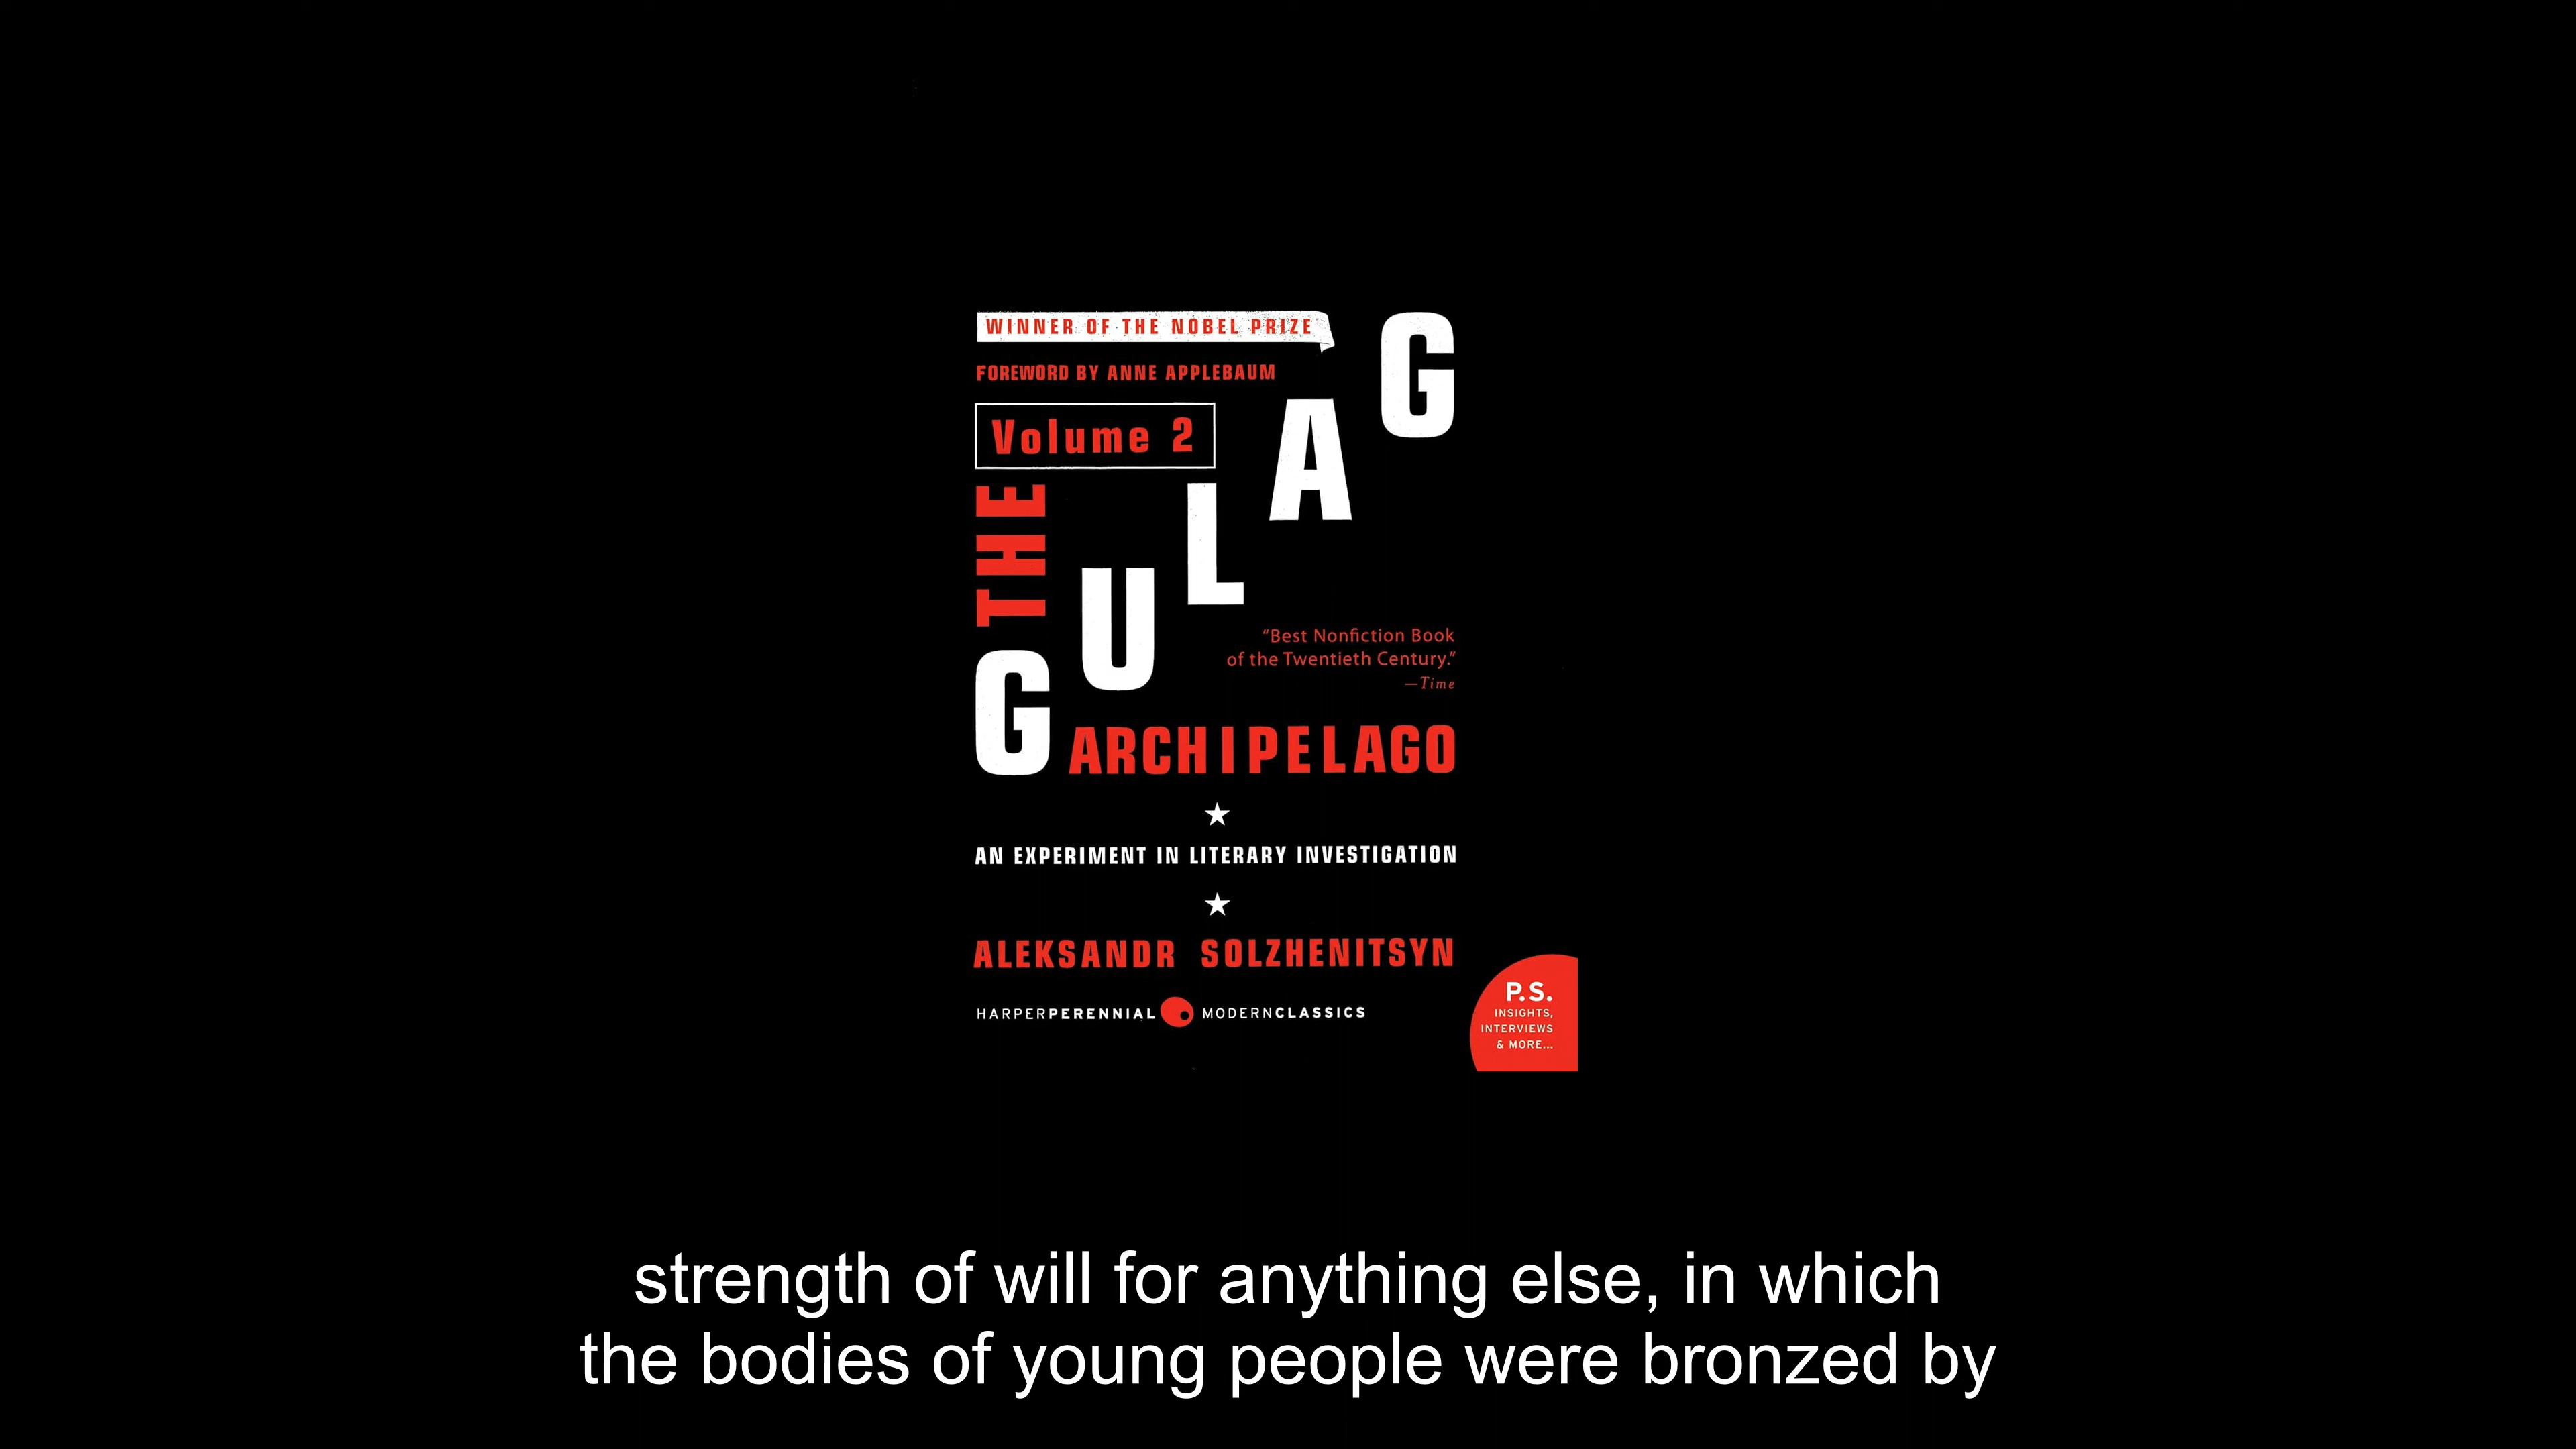 WINNER OF THE NOBEL PRIZE
FOREWORD BY ANNE APPLEBAUM
Volume 2
THE
GULAG
ARCHIPELAGO
“Best Nonfiction Book
of the Twentieth Century.”
—Time
AN EXPERIMENT IN LITERARY INVESTIGATION
ALEKSANDR SOLZHENITSYN
HARPERPERENNIAL MODERNCLASSICS
P.S.
INSIGHTS,
INTERVIEWS
& MORE...
strength of will for anything else, in which
the bodies of young people were bronzed by